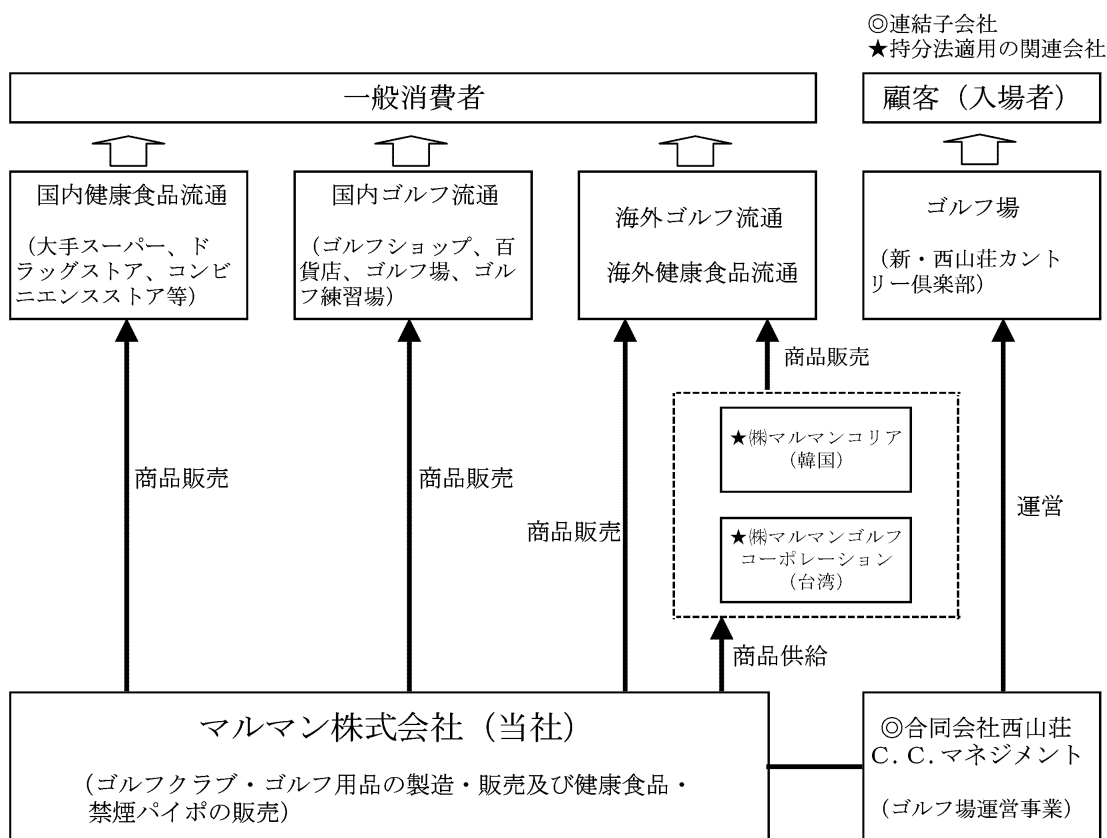 ◎連結子会社
★持分法適用の関連会社
一般消費者
顧客（入場者）
国内健康食品流通
（大手スーパー、ド
ラッグストア、コンビ
ニエンスストア等）
国内ゴルフ流通
（ゴルフショップ、百
貨店、ゴルフ場、ゴル
フ練習場）
海外ゴルフ流通
海外健康食品流通
ゴルフ場
（新・西山荘カント
リー倶楽部）
商品販売
★㈱マルマンコリア
（韓国）
商品販売
商品販売
商品販売
運営
★㈱マルマンゴルフ
コーポレーション
（台湾）
商品供給
マルマン株式会社（当社）
（ゴルフクラブ・ゴルフ用品の製造・販売及び健康食品・
禁煙パイポの販売）
◎合同会社西山荘
C．C．マネジメント
（ゴルフ場運営事業）